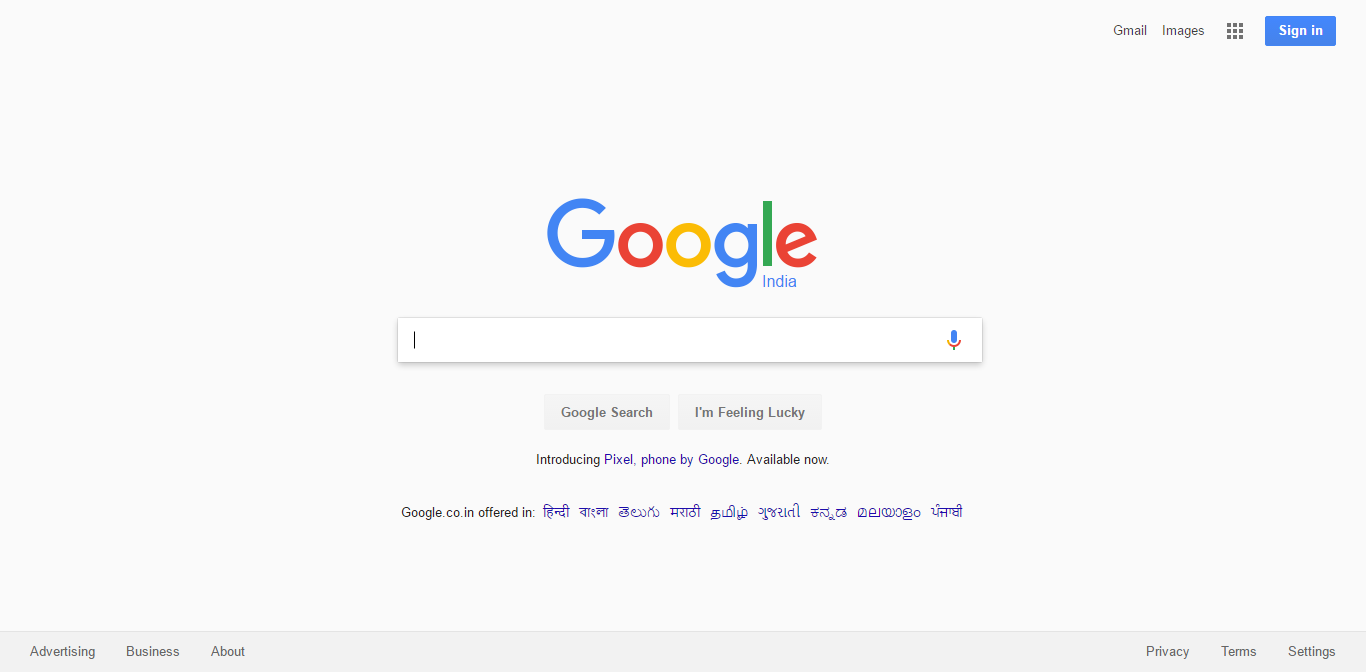 Gmail Images Sign in
Google
India
Google Search I'm Feeling Lucky
Introducing Pixel, phone by Google. Available now.
Google.co.in offered in: हिन्दी বাংলা తెలుగు मराठी தமிழ் ગુજરાતી ಕನ್ನಡ മലയാളം ਪੰਜਾਬੀ
Advertising Business About Privacy Terms Settings